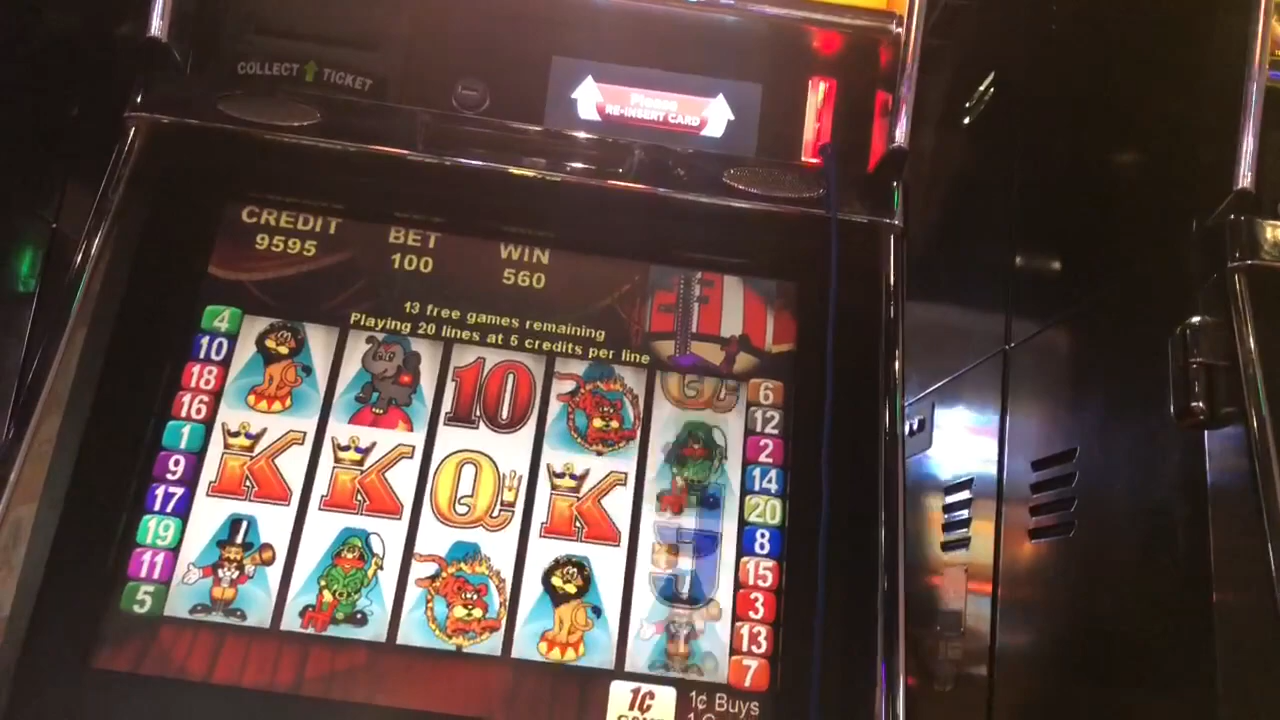 COLLECT TICKET
Please
RE-INSERT CARD
CREDIT BET WIN
9595 100 560
13 free games remaining
Playing 20 lines at 5 credits per line
4
10
18
16
1
9
17
19
11
5
10
K K Q K
6
12
2
14
20
8
15
3
13
7
1¢ 1¢ Buys